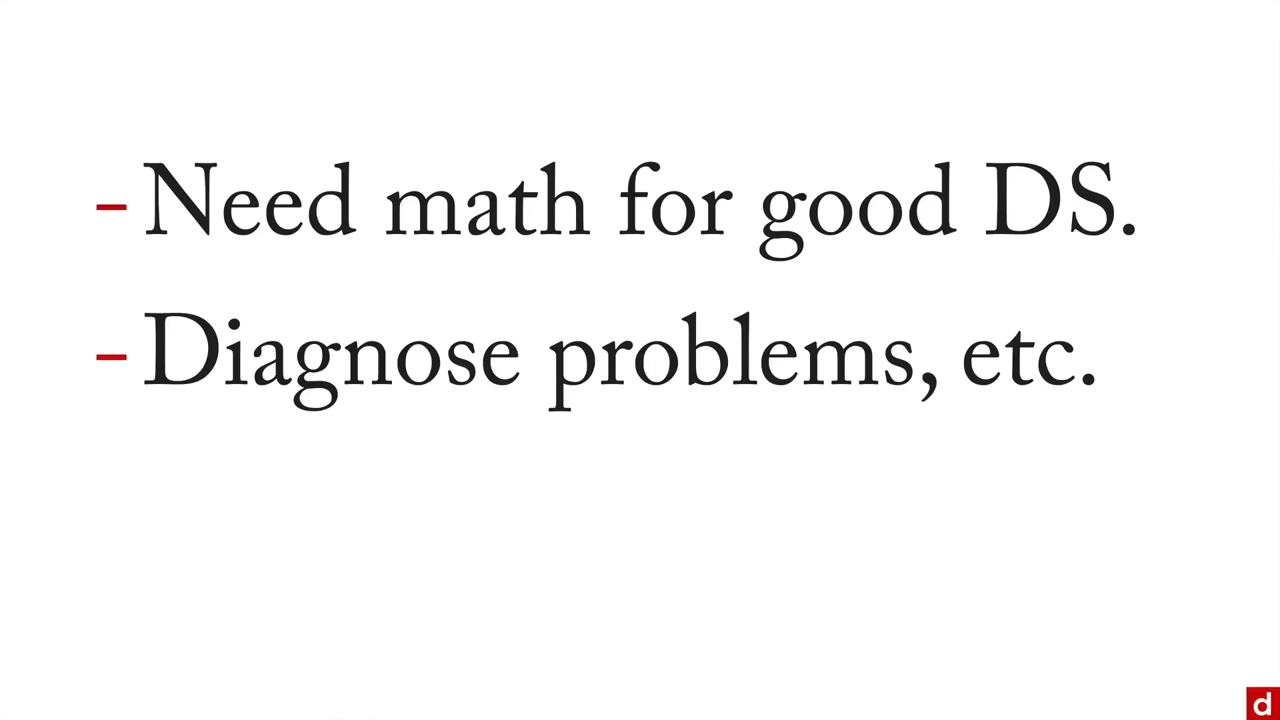 - Need math for good DS.
- Diagnose problems, etc.
d